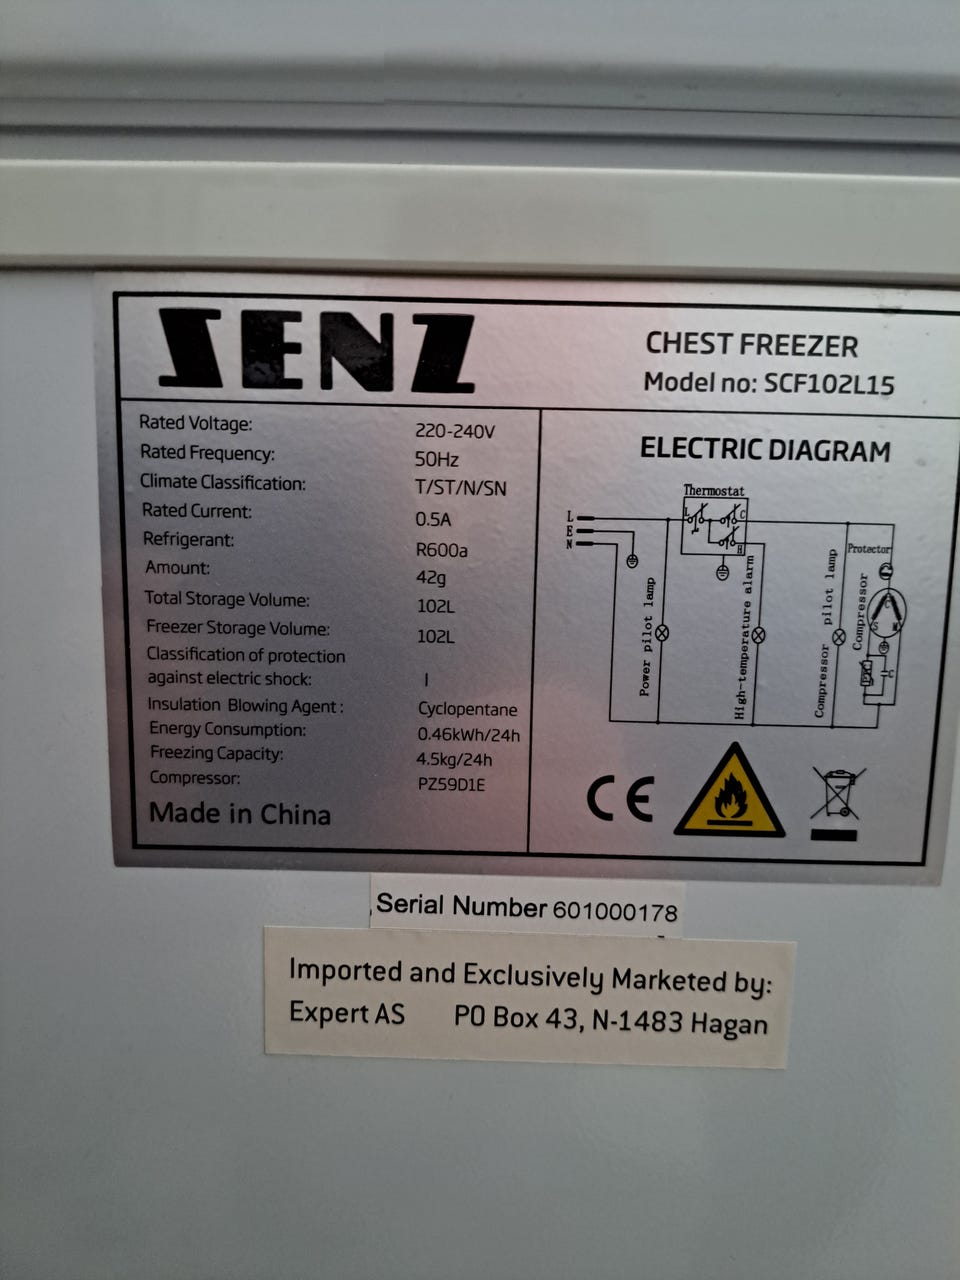 SENZ
CHEST FREEZER
Model no: SCF102L15
Rated Voltage: 220-240V
Rated Frequency: 50Hz
Climate Classification: T/ST/N/SN
Rated Current: 0.5A
Refrigerant: R600a
Amount: 42g
Total Storage Volume: 102L
Freezer Storage Volume: 102L
Classification of protection
against electric shock: I
Insulation Blowing Agent : Cyclopentane
Energy Consumption: 0.46kWh/24h
Freezing Capacity: 4.5kg/24h
Compressor: PZ59D1E
Made in China
ELECTRIC DIAGRAM
Thermostat
L
E
N
L
C
H
Power pilot lamp
High-temperature alarm
Compressor pilot lamp
Compressor
Protector
C
S
M
PTC
C
CE
Serial Number 601000178
Imported and Exclusively Marketed by:
Expert AS PO Box 43, N-1483 Hagan